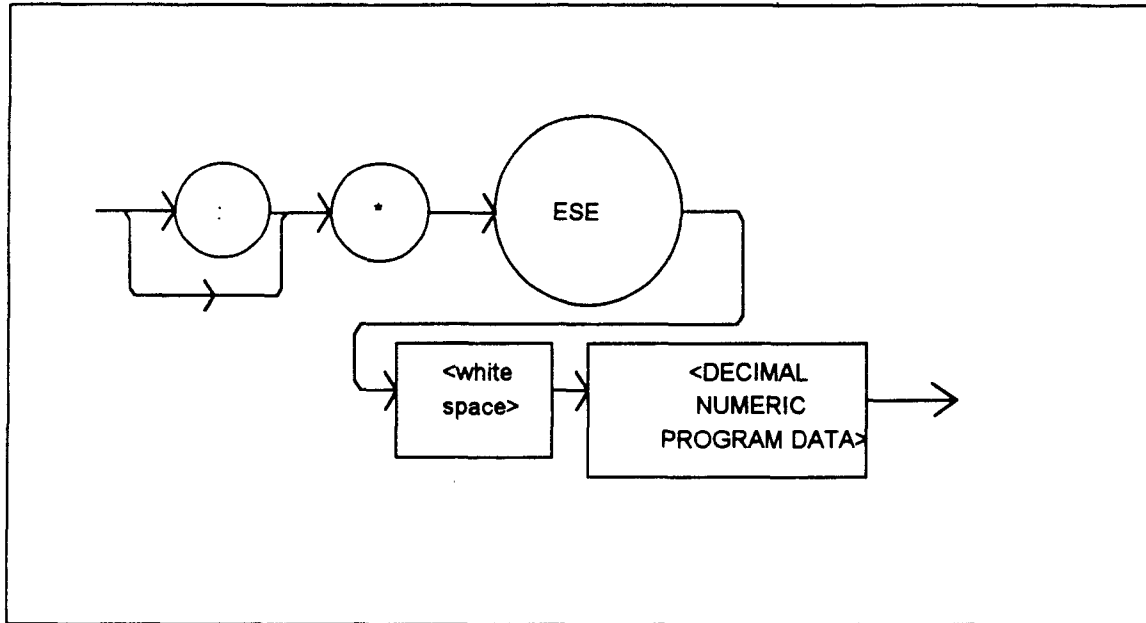 :
*
ESE
<white
space>
<DECIMAL
NUMERIC
PROGRAM DATA>